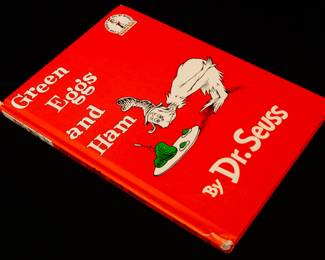 Green
Eggs
and
Ham
By Dr. Seuss